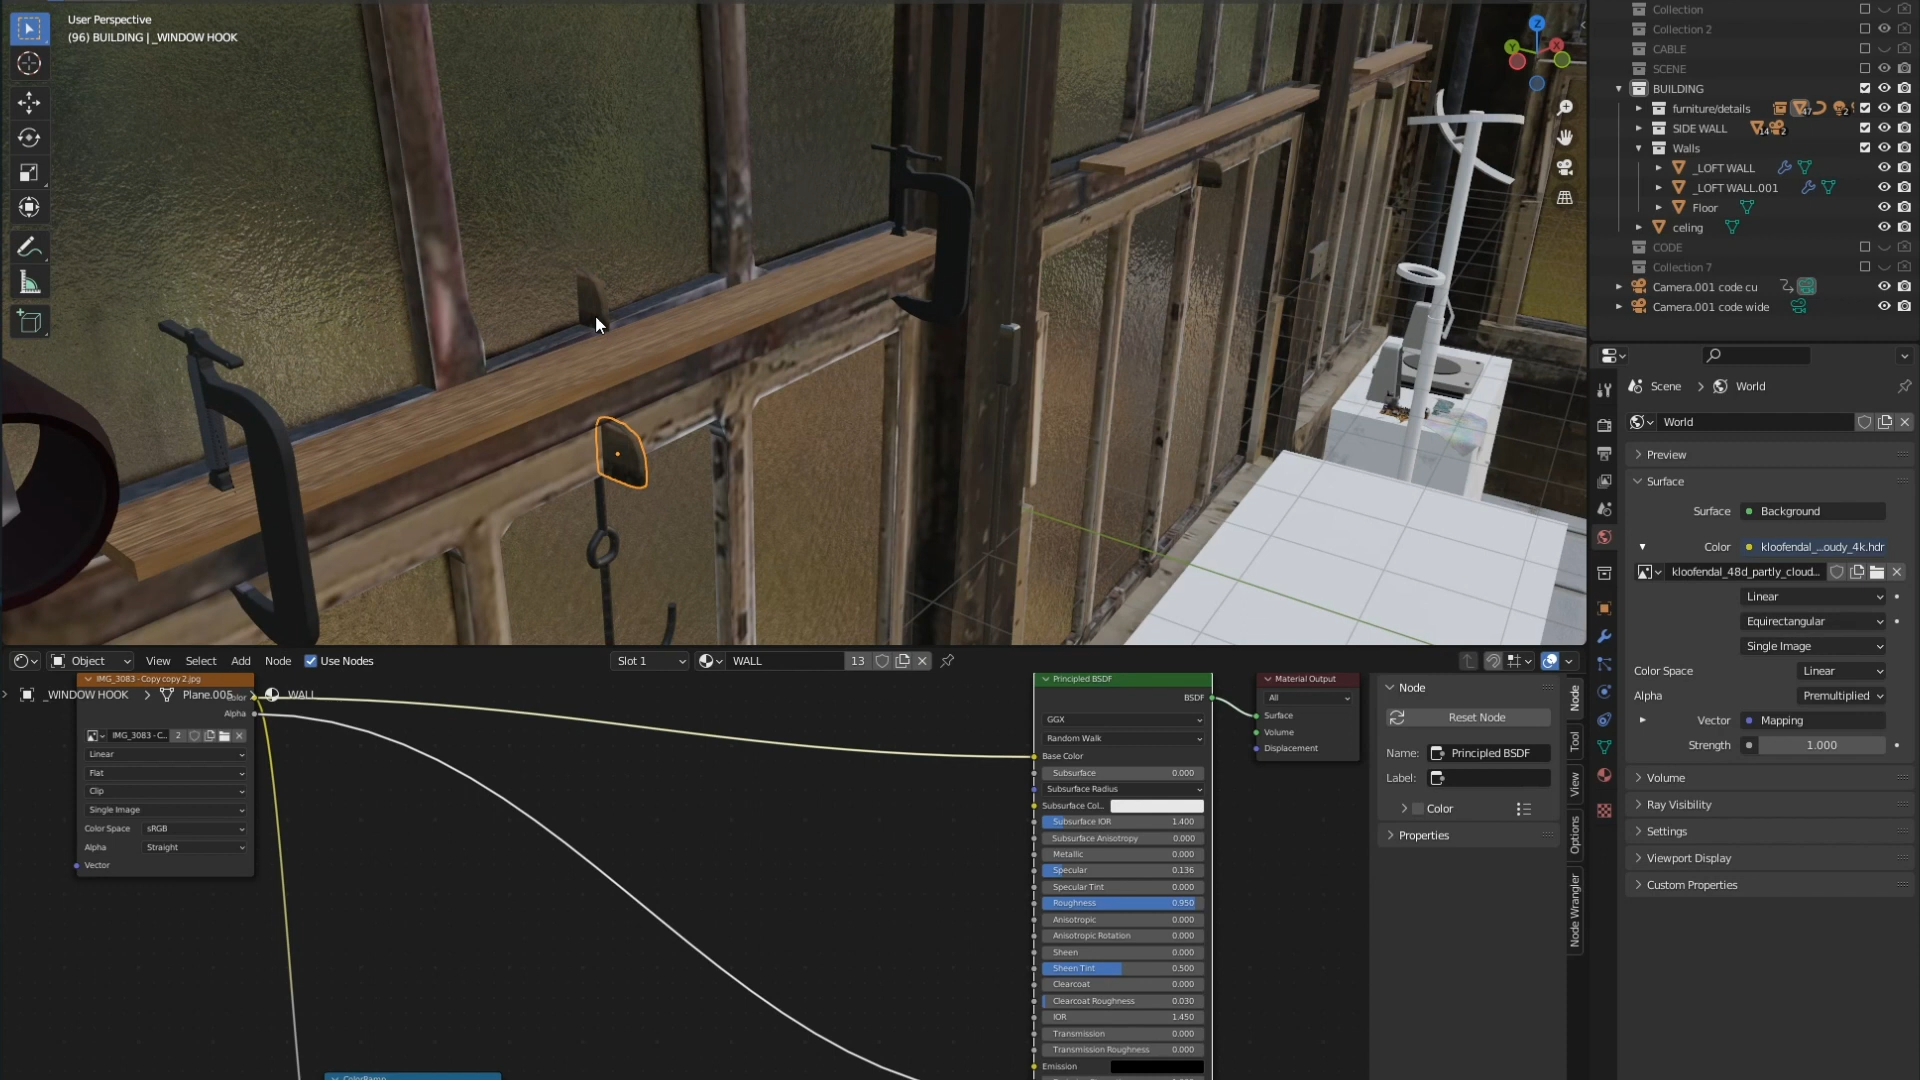 User Perspective
(96) BUILDING | _WINDOW HOOK
Z
Y
X
Collection
Collection 2
CABLE
SCENE
BUILDING
furniture/details
47
2
SIDE WALL
14
2
Walls
_LOFT WALL
_LOFT WALL.001
Floor
celing
CODE
Collection 7
Camera.001 code cu
Camera.001 code wide
Scene
World
World
Preview
Surface
Surface
Background
Color
kloofendal_...oudy_4k.hdr
kloofendal_48d_partly_cloud...
Linear
Equirectangular
Single Image
Color Space
Linear
Alpha
Premultiplied
Vector
Mapping
Strength
1.000
Volume
Ray Visibility
Settings
Viewport Display
Custom Properties
Object
View
Select
Add
Node
Use Nodes
Slot 1
WALL
13
IMG_3083 - Copy copy 2.jpg
_WINDOW HOOK
Plane.005
WALL
Color
Alpha
IMG_3083 - C...
2
Linear
Flat
Clip
Single Image
Color Space
sRGB
Alpha
Straight
Vector
ColorRamp
Principled BSDF
BSDF
GGX
Random Walk
Base Color
Subsurface 0.000
Subsurface Radius
Subsurface Col...
Subsurface IOR 1.400
Subsurface Anisotropy 0.000
Metallic 0.000
Specular 0.136
Specular Tint 0.000
Roughness 0.950
Anisotropic 0.000
Anisotropic Rotation 0.000
Sheen 0.000
Sheen Tint 0.500
Clearcoat 0.000
Clearcoat Roughness 0.030
IOR 1.450
Transmission 0.000
Transmission Roughness 0.000
Emission
Material Output
All
Surface
Volume
Displacement
Node
Reset Node
Name:
Principled BSDF
Label:
Color
Properties
Node
Tool
View
Options
Node Wrangler